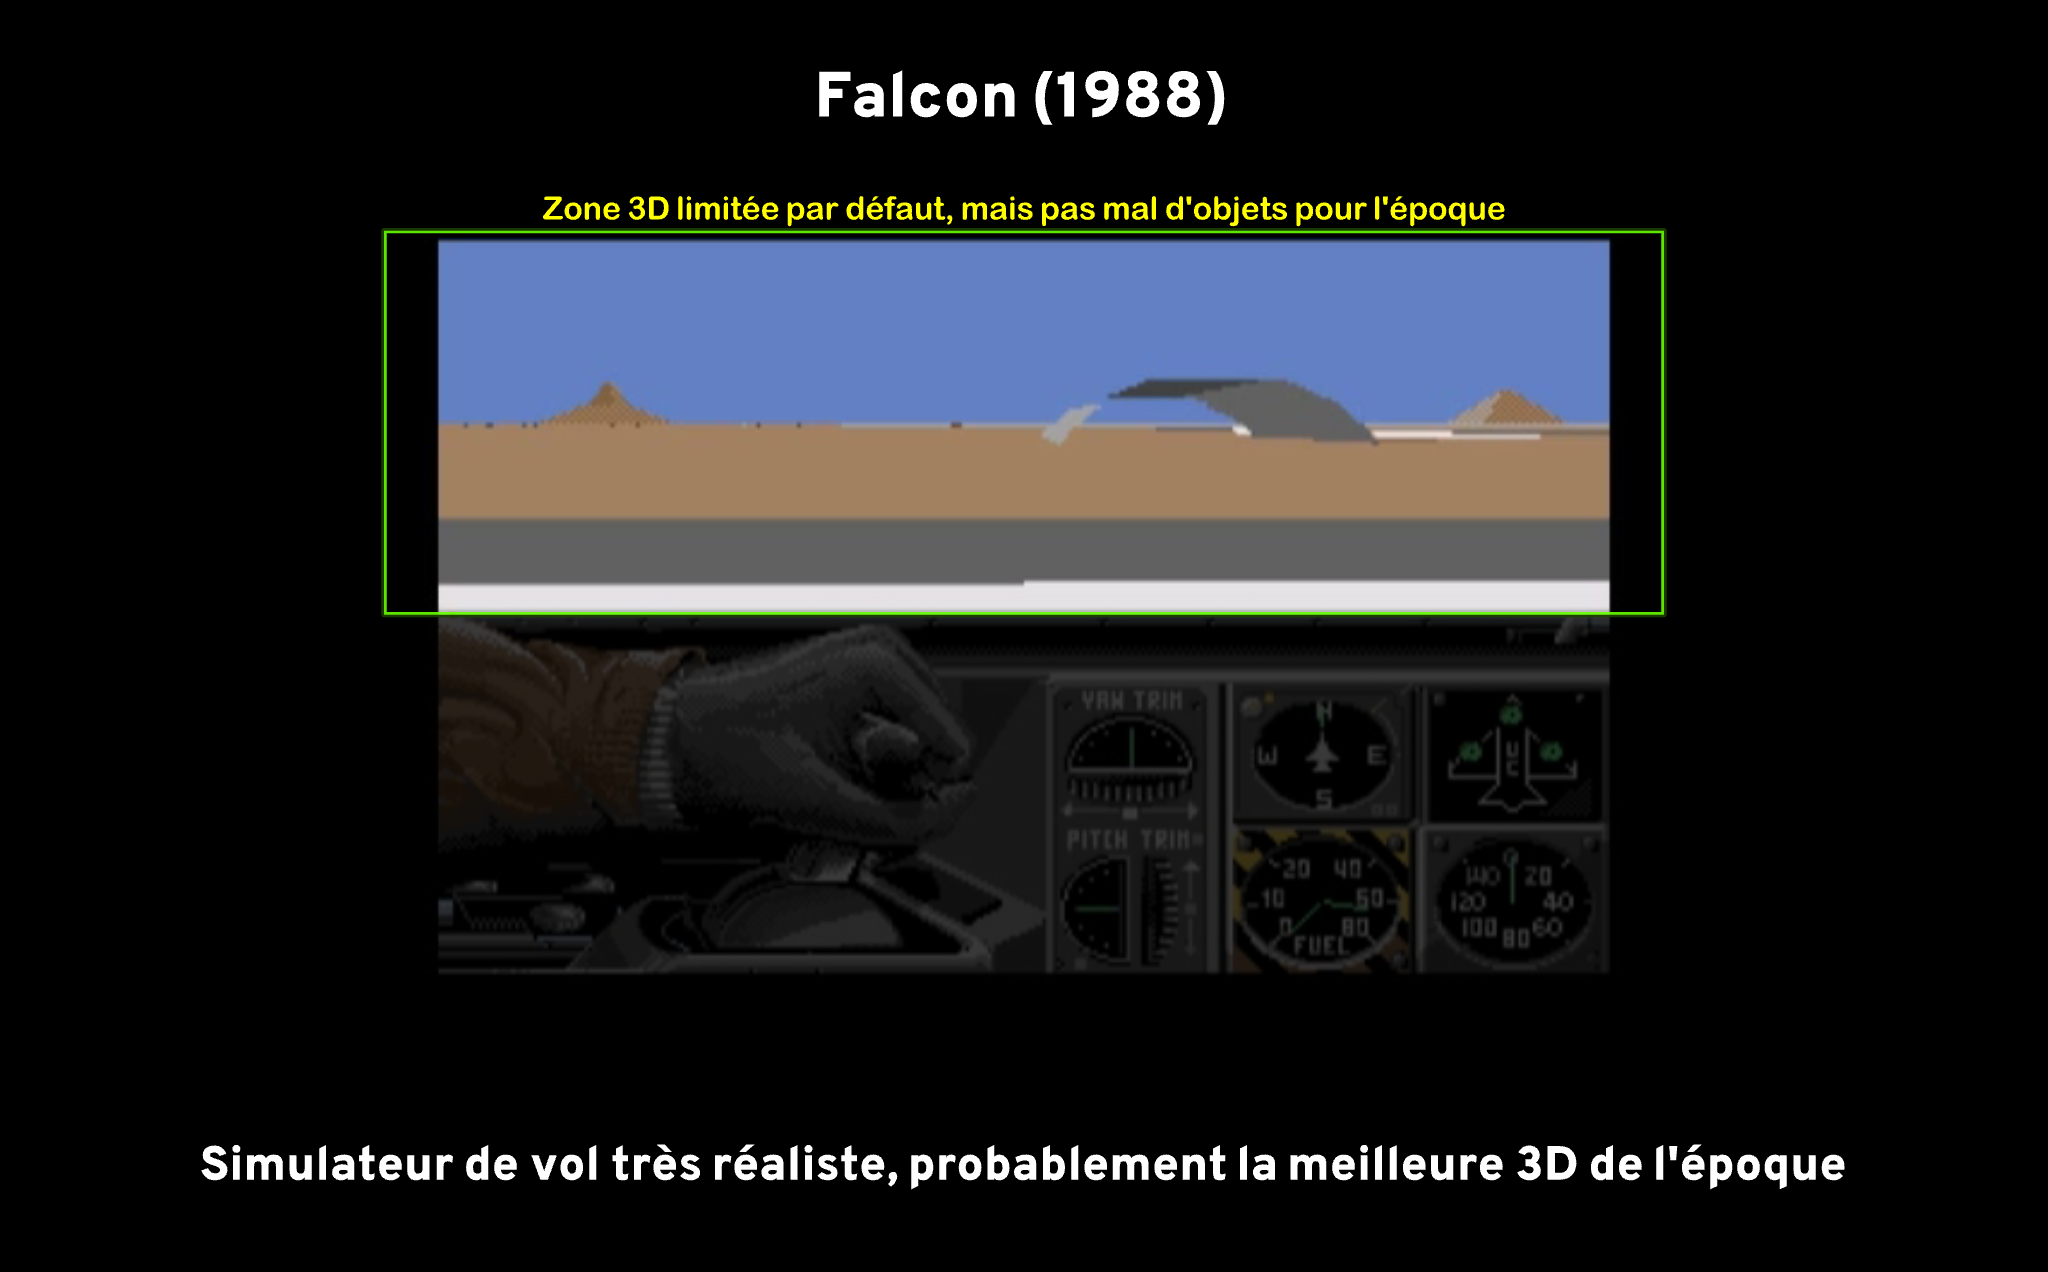 Falcon (1988)
Zone 3D limitée par défaut, mais pas mal d'objets pour l'époque
YAW TRIM
N
W E
S
PITCH TRIM
20 40
10 60
0 80
FUEL
0
140 20
120 40
100 80 60
Simulateur de vol très réaliste, probablement la meilleure 3D de l'époque